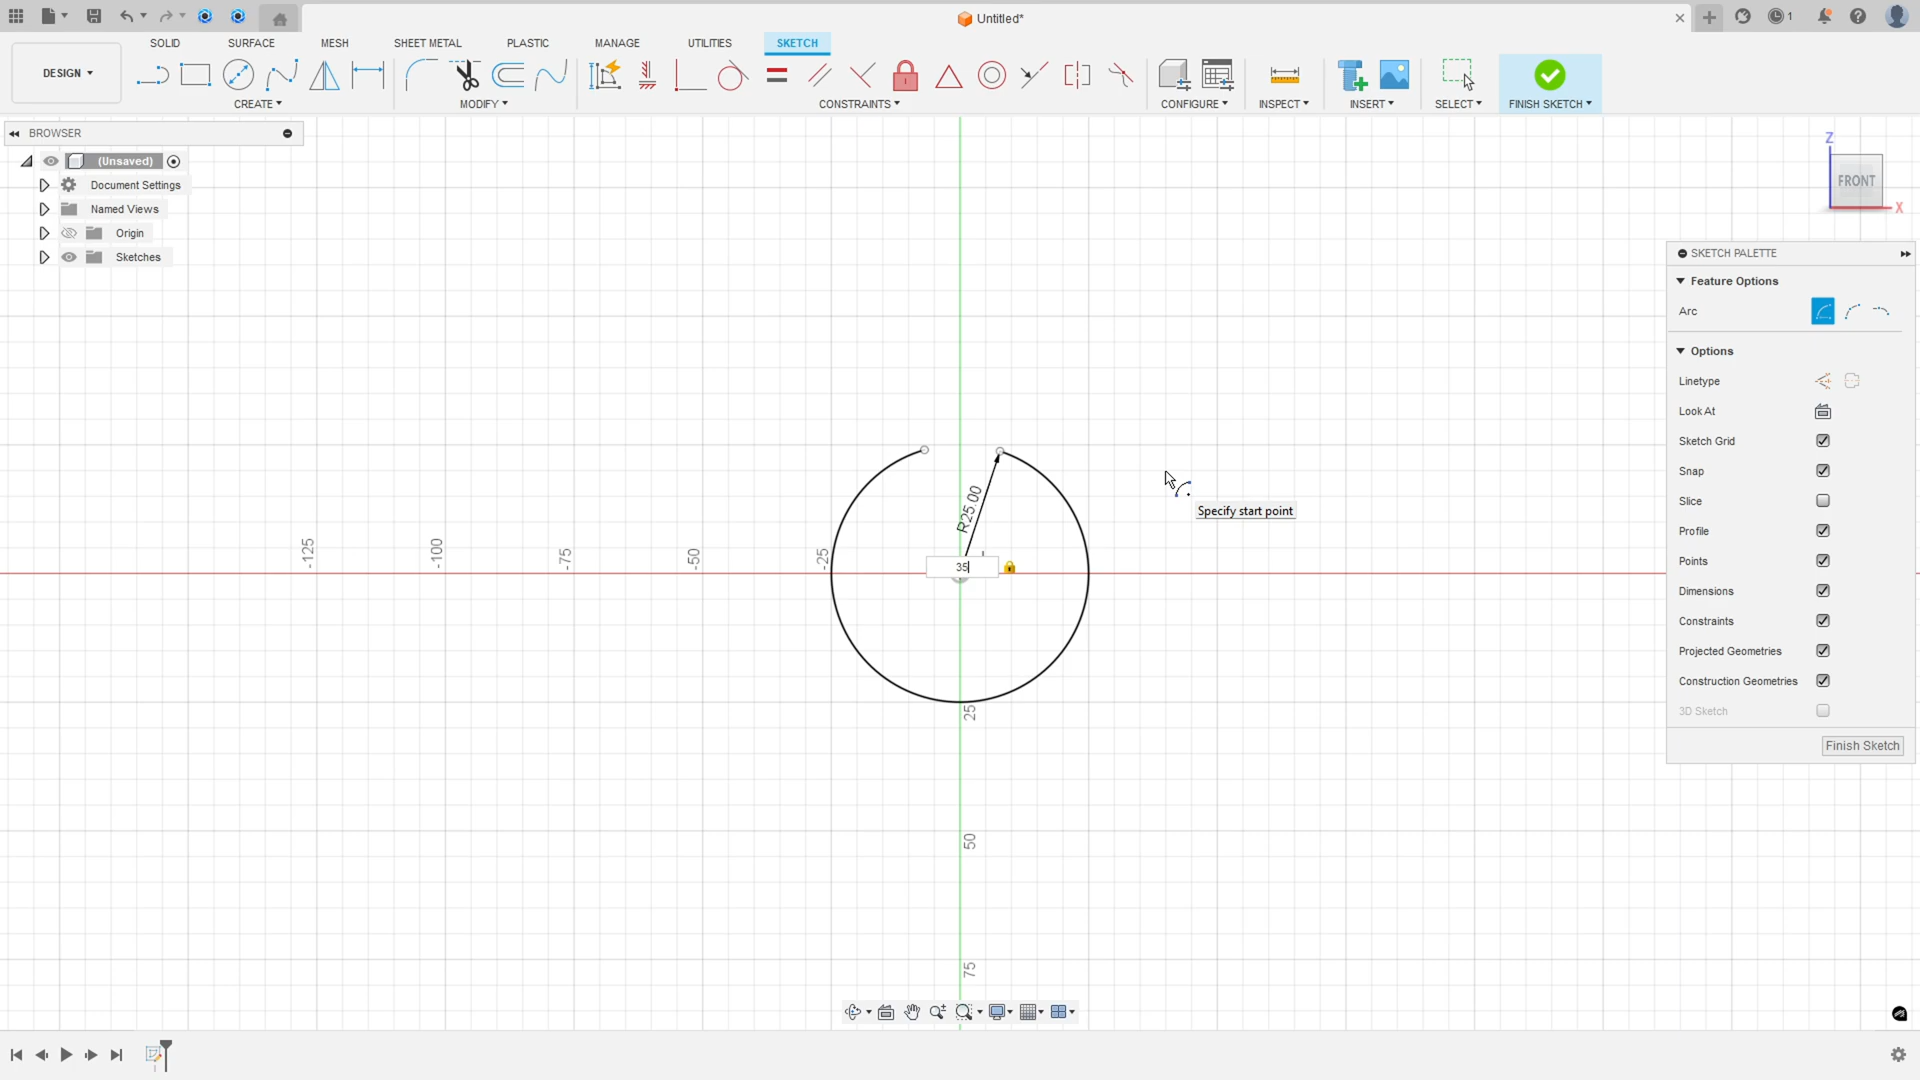 Untitled*
1
DESIGN
SOLID
SURFACE
MESH
SHEET METAL
PLASTIC
MANAGE
UTILITIES
SKETCH
CREATE
MODIFY
CONSTRAINTS
CONFIGURE
INSPECT
INSERT
SELECT
FINISH SKETCH
BROWSER
(Unsaved)
Document Settings
Named Views
Origin
Sketches
Z
FRONT
X
SKETCH PALETTE
Feature Options
Arc
Options
Linetype
Look At
Sketch Grid
Snap
Slice
Profile
Points
Dimensions
Constraints
Projected Geometries
Construction Geometries
3D Sketch
Finish Sketch
R25.00
Specify start point
35
-125
-100
-75
-50
-25
25
50
75